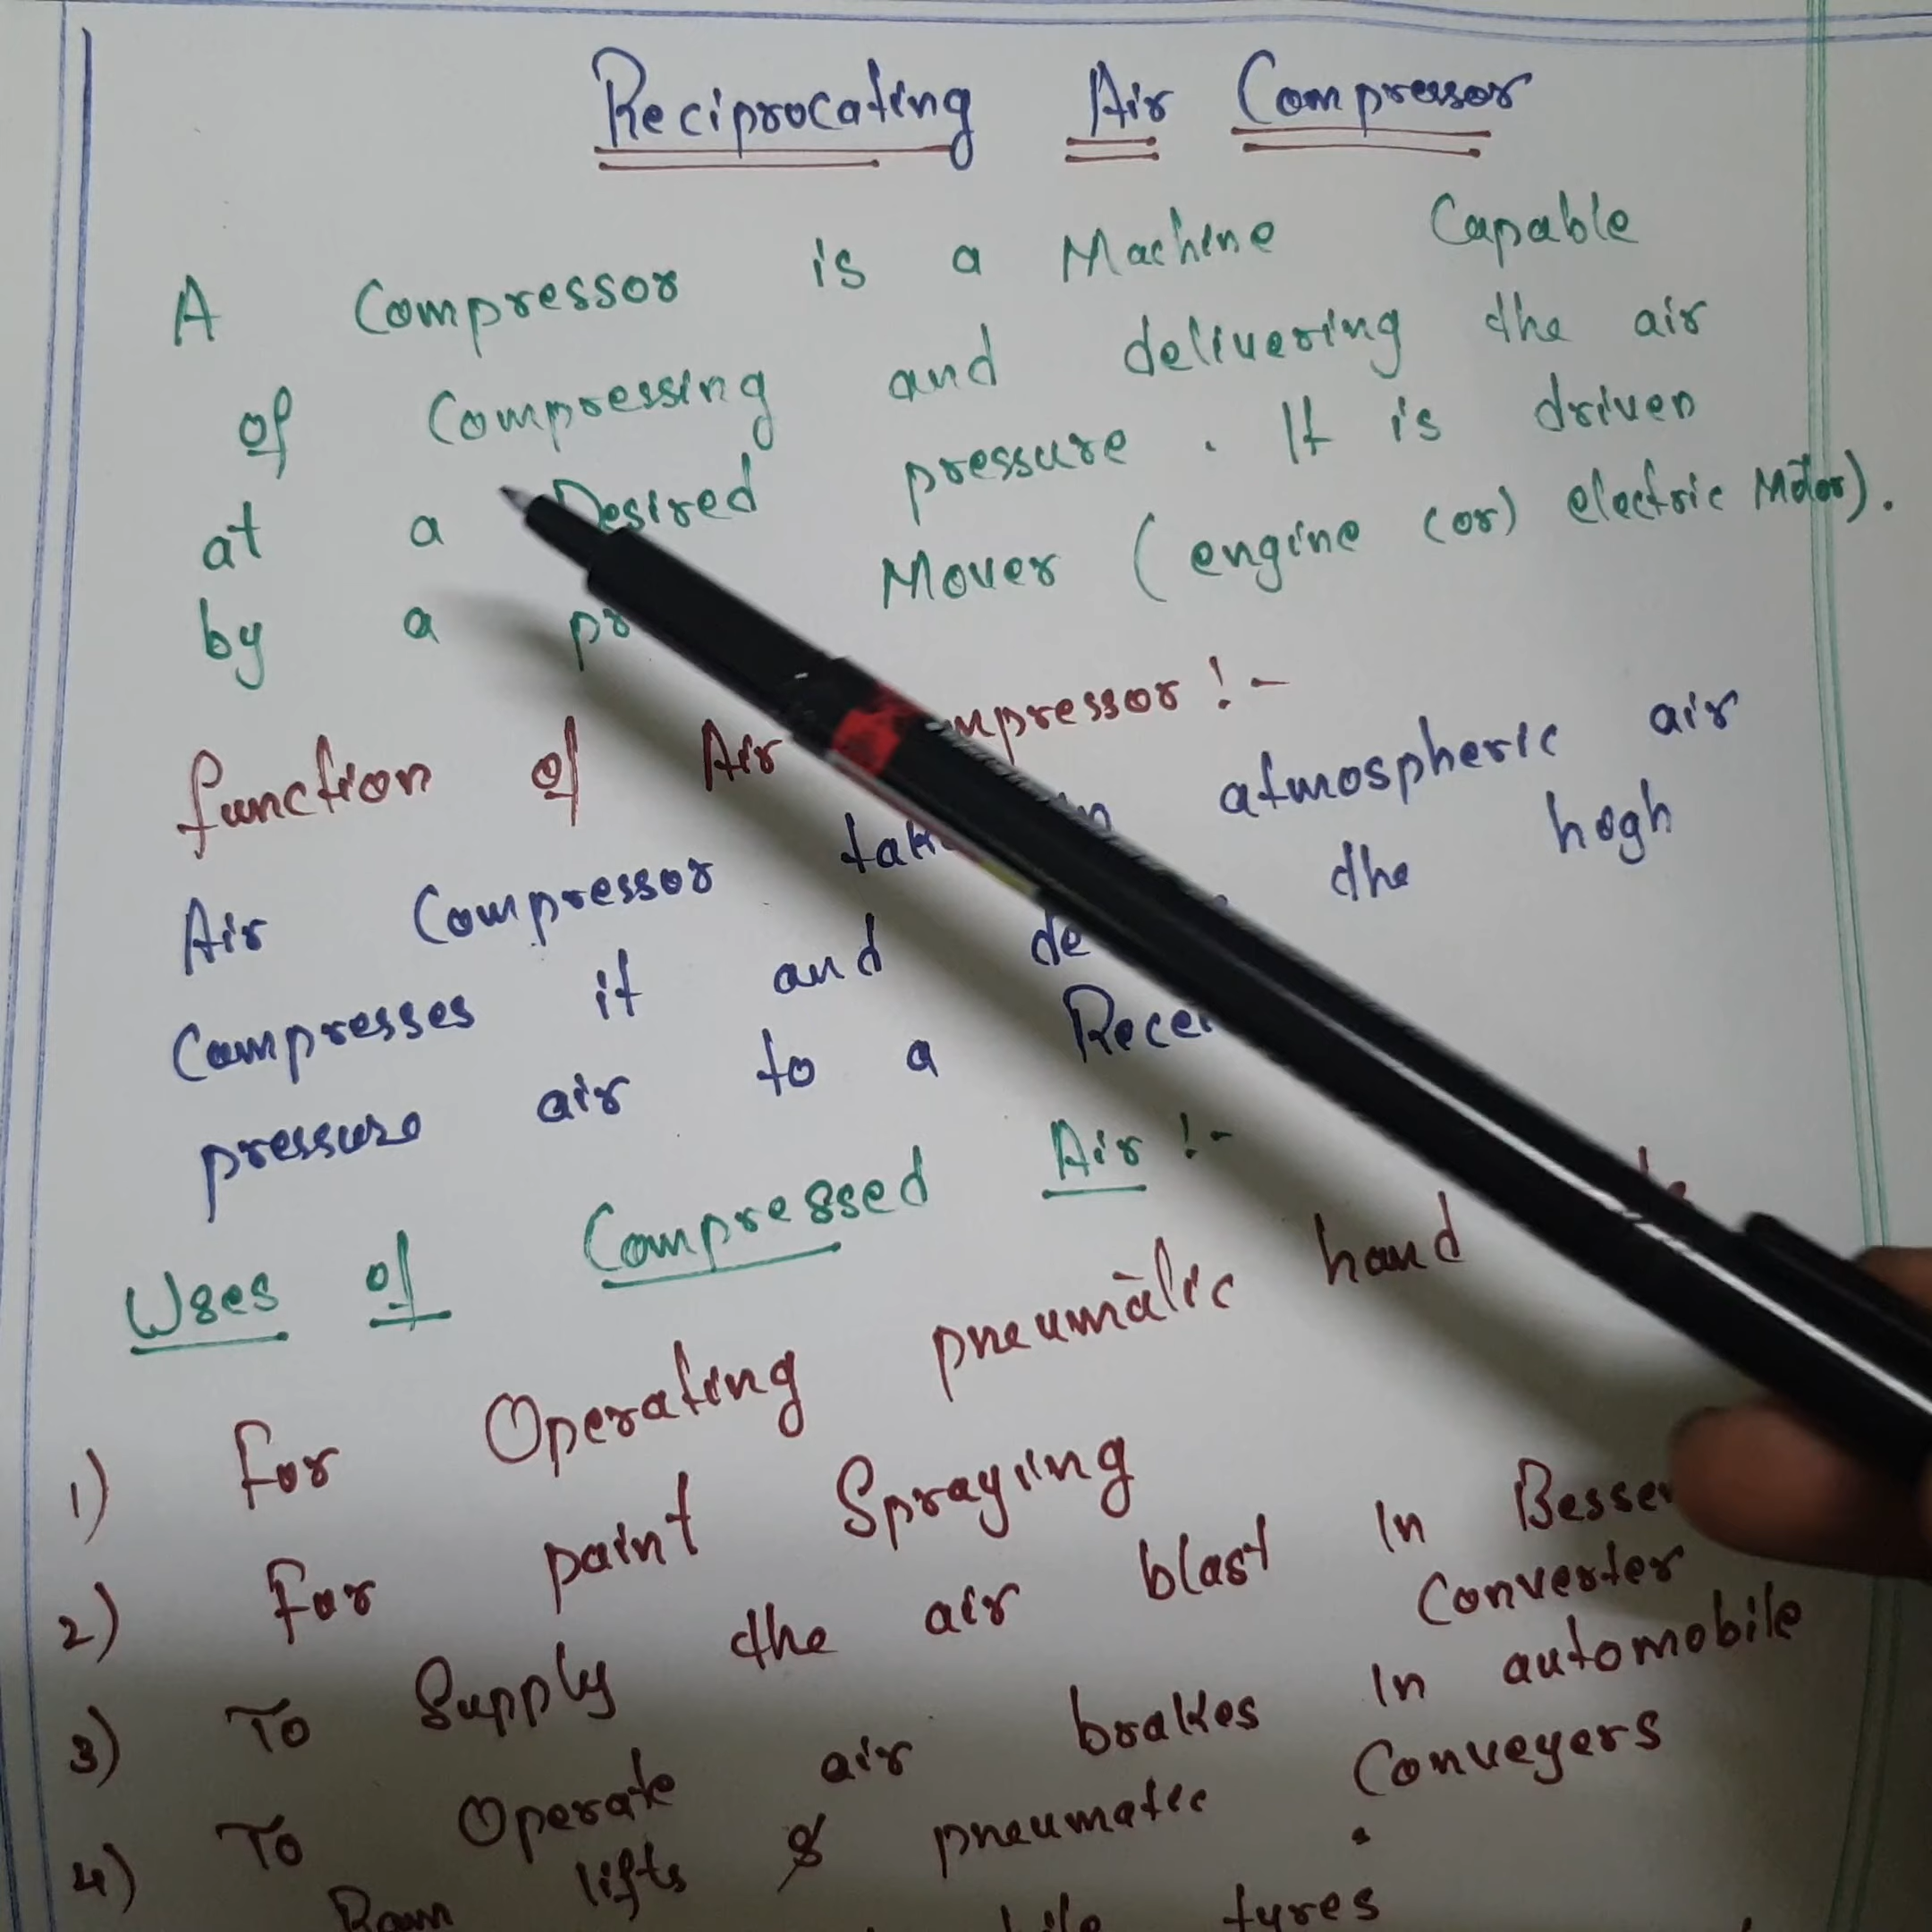 Reciprocating Air Compressor
A Compressor is a Machine Capable
of Compressing and delivering the air
at a Desired pressure. It is driven
by a Mover (engine (or) electric Motor).
function of Air :-
Air Compressor atmospheric air
Compresses it and the high
pressure air to a
Uses of Compressed Air :-
1) For Operating pneumatic hand
2) For paint Spraying
3) To Supply the air blast In
Converter
4) To Operate air brakes In automobile
Ram lifts & pneumatic Conveyers.
tyres